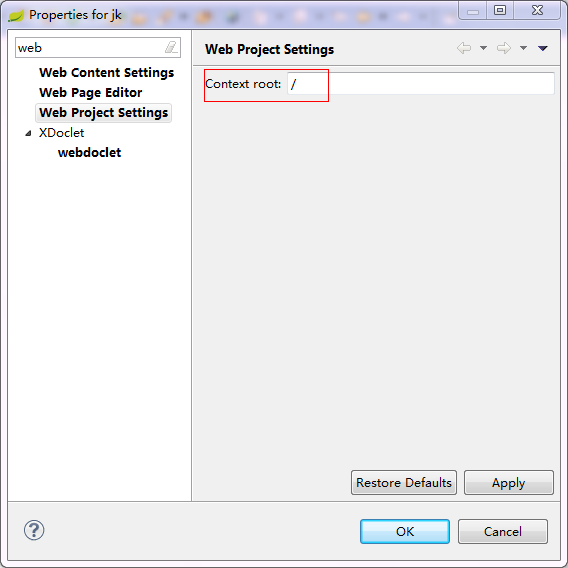 Properties for jk
web
Web Project Settings
Web Content Settings
Web Page Editor
Web Project Settings
XDoclet
webdoclet
Context root: /
Restore Defaults
Apply
?
OK
Cancel